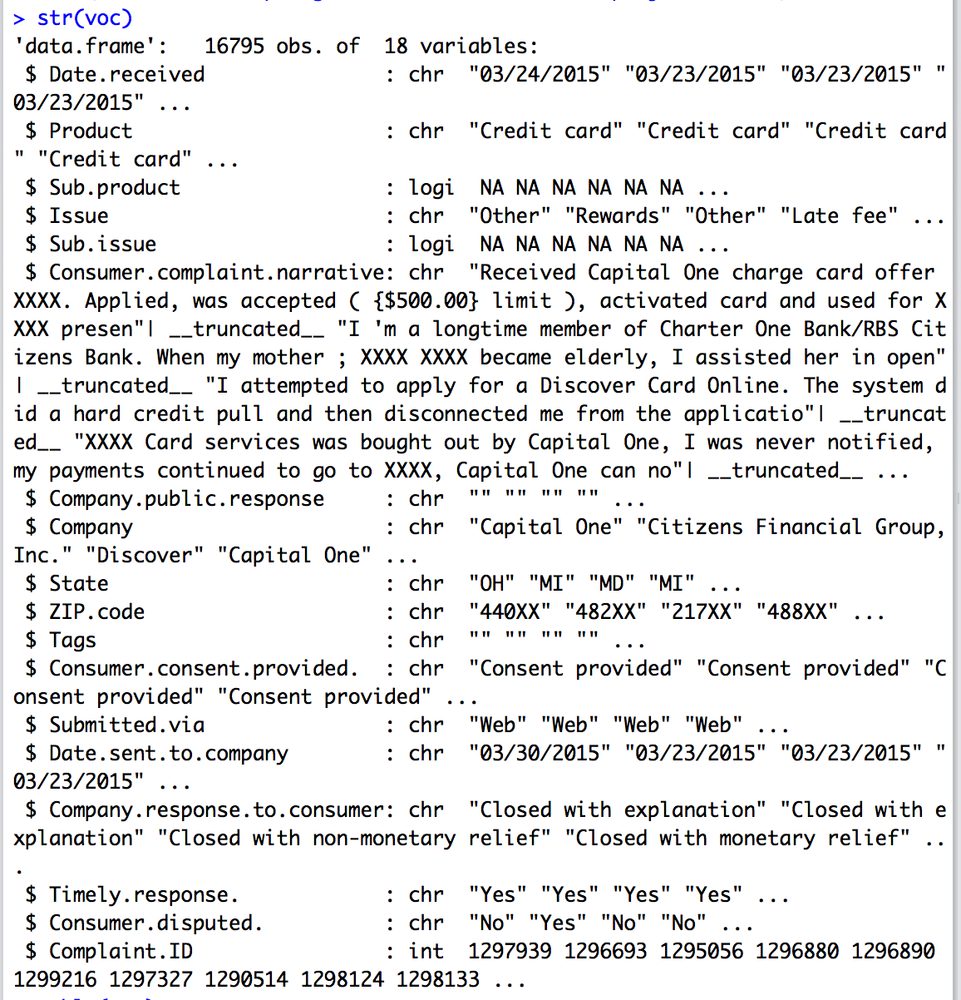 > str(voc)
'data.frame':   16795 obs. of  18 variables:
 $ Date.received               : chr  "03/24/2015" "03/23/2015" "03/23/2015" "
03/23/2015" ...
 $ Product                     : chr  "Credit card" "Credit card" "Credit card
" "Credit card" ...
 $ Sub.product                 : logi  NA NA NA NA NA NA ...
 $ Issue                       : chr  "Other" "Rewards" "Other" "Late fee" ...
 $ Sub.issue                   : logi  NA NA NA NA NA NA ...
 $ Consumer.complaint.narrative: chr  "Received Capital One charge card offer 
XXXX. Applied, was accepted ( {$500.00} limit ), activated card and used for X
XXX presen"| __truncated__ "I 'm a longtime member of Charter One Bank/RBS Cit
izens Bank. When my mother ; XXXX XXXX became elderly, I assisted her in open"
| __truncated__ "I attempted to apply for a Discover Card Online. The system d
id a hard credit pull and then disconnected me from the applicatio"| __truncat
ed__ "XXXX Card services was bought out by Capital One, I was never notified, 
my payments continued to go to XXXX, Capital One can no"| __truncated__ ...
 $ Company.public.response     : chr  "" "" "" "" ...
 $ Company                     : chr  "Capital One" "Citizens Financial Group, 
Inc." "Discover" "Capital One" ...
 $ State                       : chr  "OH" "MI" "MD" "MI" ...
 $ ZIP.code                    : chr  "440XX" "482XX" "217XX" "488XX" ...
 $ Tags                        : chr  "" "" "" "" ...
 $ Consumer.consent.provided.  : chr  "Consent provided" "Consent provided" "C
onsent provided" "Consent provided" ...
 $ Submitted.via               : chr  "Web" "Web" "Web" "Web" ...
 $ Date.sent.to.company        : chr  "03/30/2015" "03/23/2015" "03/23/2015" "
03/23/2015" ...
 $ Company.response.to.consumer: chr  "Closed with explanation" "Closed with e
xplanation" "Closed with non-monetary relief" "Closed with monetary relief" ..
.
 $ Timely.response.            : chr  "Yes" "Yes" "Yes" "Yes" ...
 $ Consumer.disputed.          : chr  "No" "Yes" "No" "No" ...
 $ Complaint.ID                : int  1297939 1296693 1295056 1296880 1296890 
1299216 1297327 1290514 1298124 1298133 ...